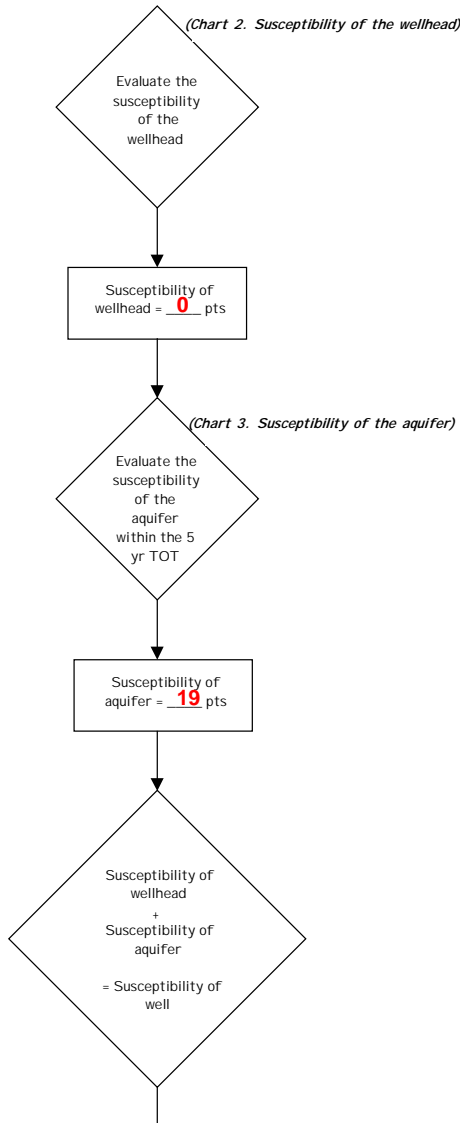 (Chart 2. Susceptibility of the wellhead)
Evaluate the
susceptibility
of the
wellhead
Susceptibility of
wellhead = 0 pts
(Chart 3. Susceptibility of the aquifer)
Evaluate the
susceptibility
of the
aquifer
within the 5
yr TOT
Susceptibility of
aquifer = 19 pts
Susceptibility of
wellhead
+
Susceptibility of
aquifer
= Susceptibility of
well